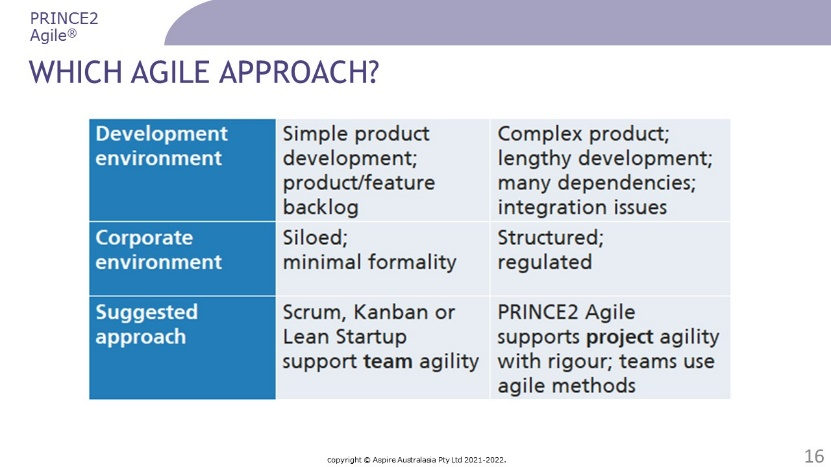 PRINCE2
Agile®
WHICH AGILE APPROACH?
Development
environment
Simple product
development;
product/feature
backlog
Complex product;
lengthy development;
many dependencies;
integration issues
Corporate
environment
Siloed;
minimal formality
Structured;
regulated
Suggested
approach
Scrum, Kanban or
Lean Startup
support team agility
PRINCE2 Agile
supports project agility
with rigour; teams use
agile methods
copyright © Aspire Australasia Pty Ltd 2021-2022.
16